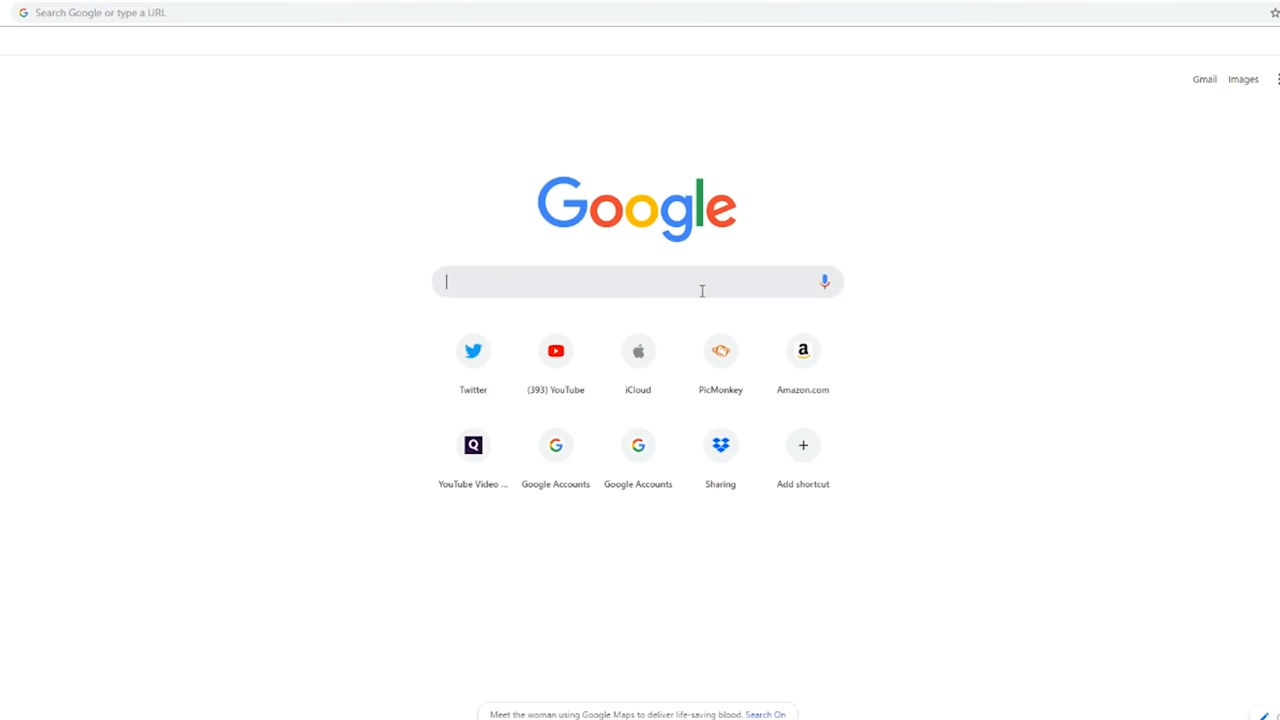 Search Google or type a URL
Gmail Images
Google
Twitter
(393) YouTube
iCloud
PicMonkey
Amazon.com
YouTube Video ...
Google Accounts
Google Accounts
Sharing
Add shortcut
Meet the woman using Google Maps to deliver life-saving blood. Search On